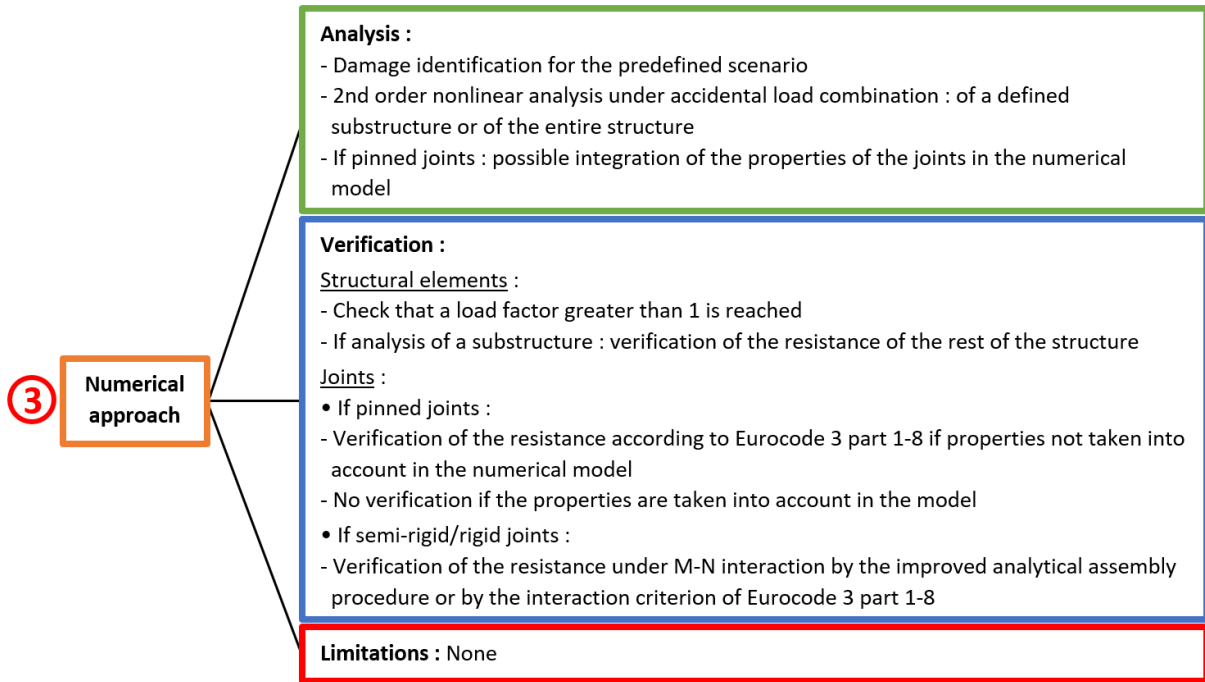 Analysis :
- Damage identification for the predefined scenario
- 2nd order nonlinear analysis under accidental load combination : of a defined
substructure or of the entire structure
- If pinned joints : possible integration of the properties of the joints in the numerical
model
Verification :
Structural elements :
- Check that a load factor greater than 1 is reached
- If analysis of a substructure : verification of the resistance of the rest of the structure
Joints :
• If pinned joints :
- Verification of the resistance according to Eurocode 3 part 1-8 if properties not taken into
account in the numerical model
- No verification if the properties are taken into account in the model
• If semi-rigid/rigid joints :
- Verification of the resistance under M-N interaction by the improved analytical assembly
procedure or by the interaction criterion of Eurocode 3 part 1-8
3
Numerical
approach
Limitations : None